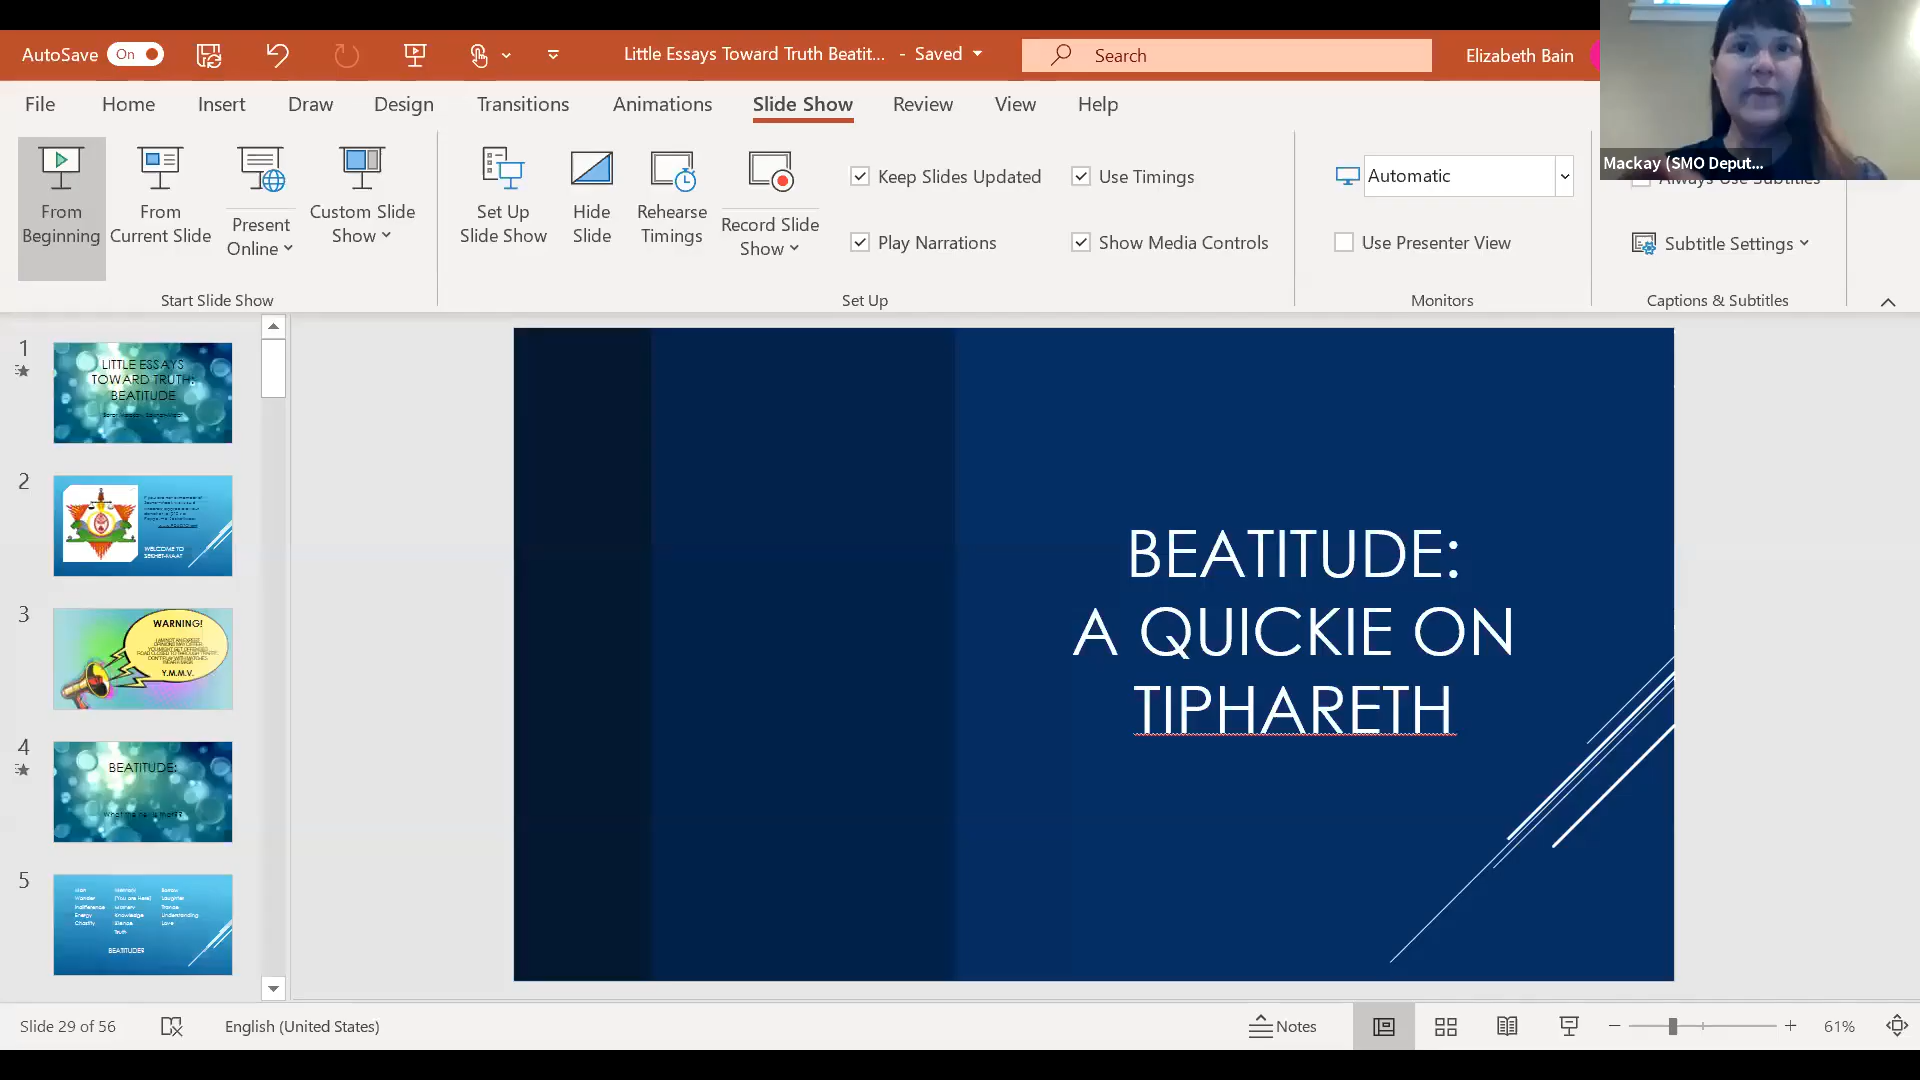 AutoSave On Little Essays Toward Truth Beatit... - Saved Search Elizabeth Bain
File Home Insert Draw Design Transitions Animations Slide Show Review View Help
Mackay (SMO Deput...
From Beginning
From Current Slide
Present Online
Custom Slide Show
Set Up Slide Show
Hide Slide
Rehearse Timings
Record Slide Show
Keep Slides Updated
Play Narrations
Use Timings
Show Media Controls
Automatic
Use Presenter View
Always Use Subtitles
Subtitle Settings
Start Slide Show Set Up Monitors Captions & Subtitles
1
LITTLE ESSAYS
TOWARD TRUTH:
BEATITUDE
2
WELCOME TO
SEKHET-MAAT
3
WARNING!
Y.M.M.V.
4
BEATITUDE:
5
BEATITUDE
BEATITUDE:
A QUICKIE ON
TIPHARETH
Slide 29 of 56 English (United States) Notes 61%